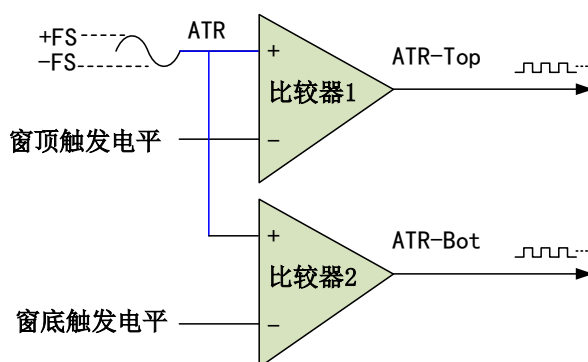 +FS
-FS
ATR
+
比较器1
ATR-Top
窗顶触发电平
-
+
比较器2
ATR-Bot
窗底触发电平
-